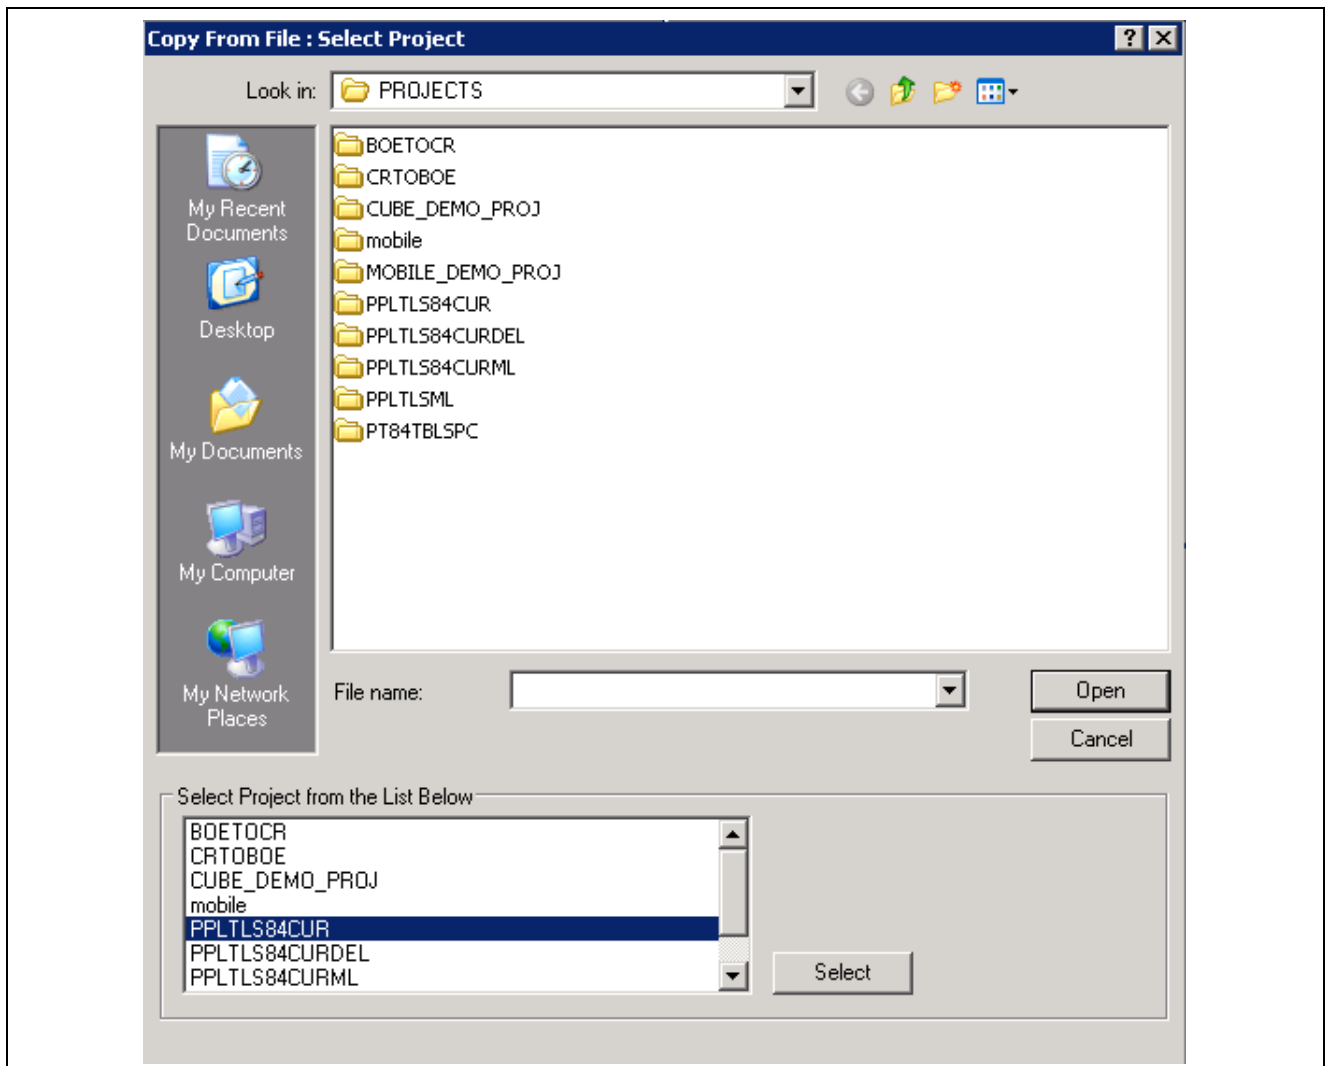 Copy From File : Select Project
Look in:
PROJECTS
My Recent
Documents
Desktop
My Documents
My Computer
My Network
Places
BOETOCR
CRTOBOE
CUBE_DEMO_PROJ
mobile
MOBILE_DEMO_PROJ
PPLTLS84CUR
PPLTLS84CURDEL
PPLTLS84CURML
PPLTLSML
PT84TBLSPC
File name:
Open
Cancel
Select Project from the List Below
BOETOCR
CRTOBOE
CUBE_DEMO_PROJ
mobile
PPLTLS84CUR
PPLTLS84CURDEL
PPLTLS84CURML
Select